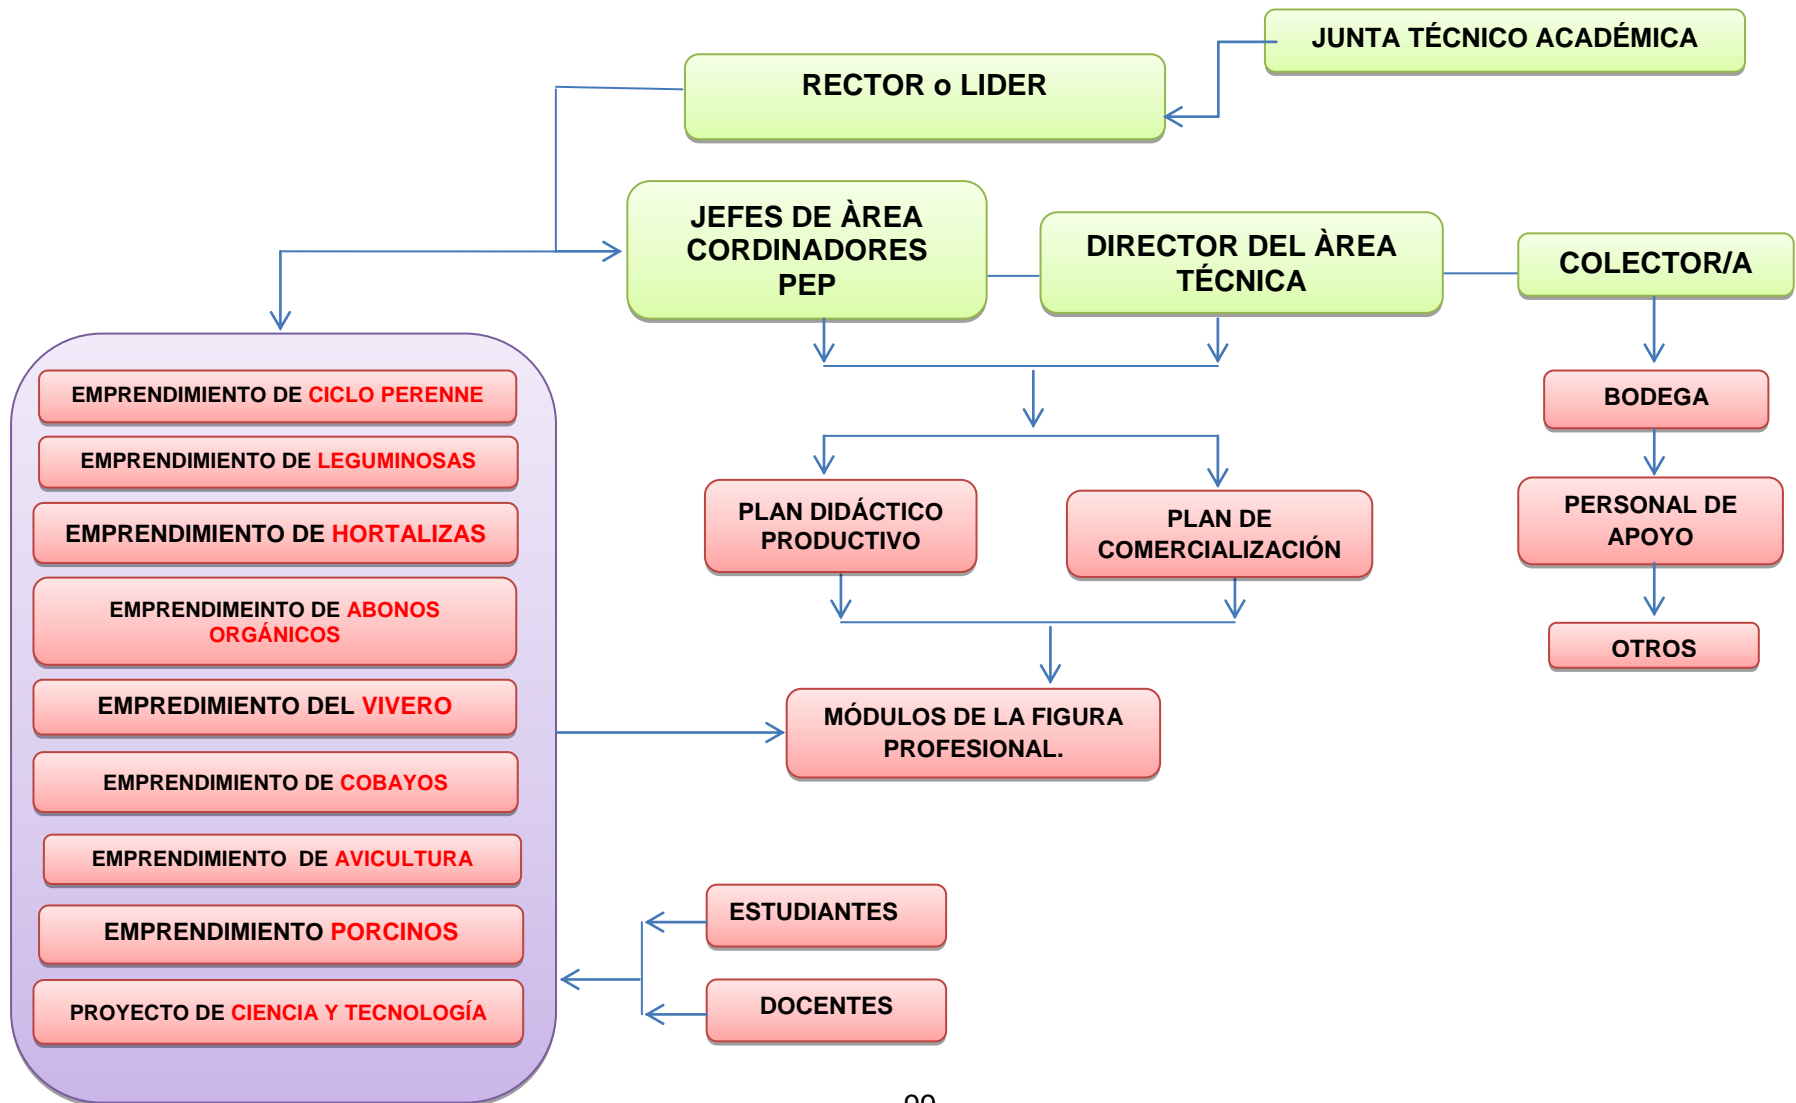 JUNTA TÉCNICO ACADÉMICA
RECTOR o LIDER
JEFES DE ÀREA
CORDINADORES
PEP
DIRECTOR DEL ÀREA
TÉCNICA
COLECTOR/A
EMPRENDIMIENTO DE CICLO PERENNE
EMPRENDIMIENTO DE LEGUMINOSAS
EMPRENDIMIENTO DE HORTALIZAS
EMPRENDIMEINTO DE ABONOS
ORGÁNICOS
EMPREDIMIENTO DEL VIVERO
EMPRENDIMIENTO DE COBAYOS
EMPRENDIMIENTO DE AVICULTURA
EMPRENDIMIENTO PORCINOS
PROYECTO DE CIENCIA Y TECNOLOGÍA
PLAN DIDÁCTICO
PRODUCTIVO
PLAN DE
COMERCIALIZACIÓN
BODEGA
PERSONAL DE
APOYO
OTROS
MÓDULOS DE LA FIGURA
PROFESIONAL.
ESTUDIANTES
DOCENTES